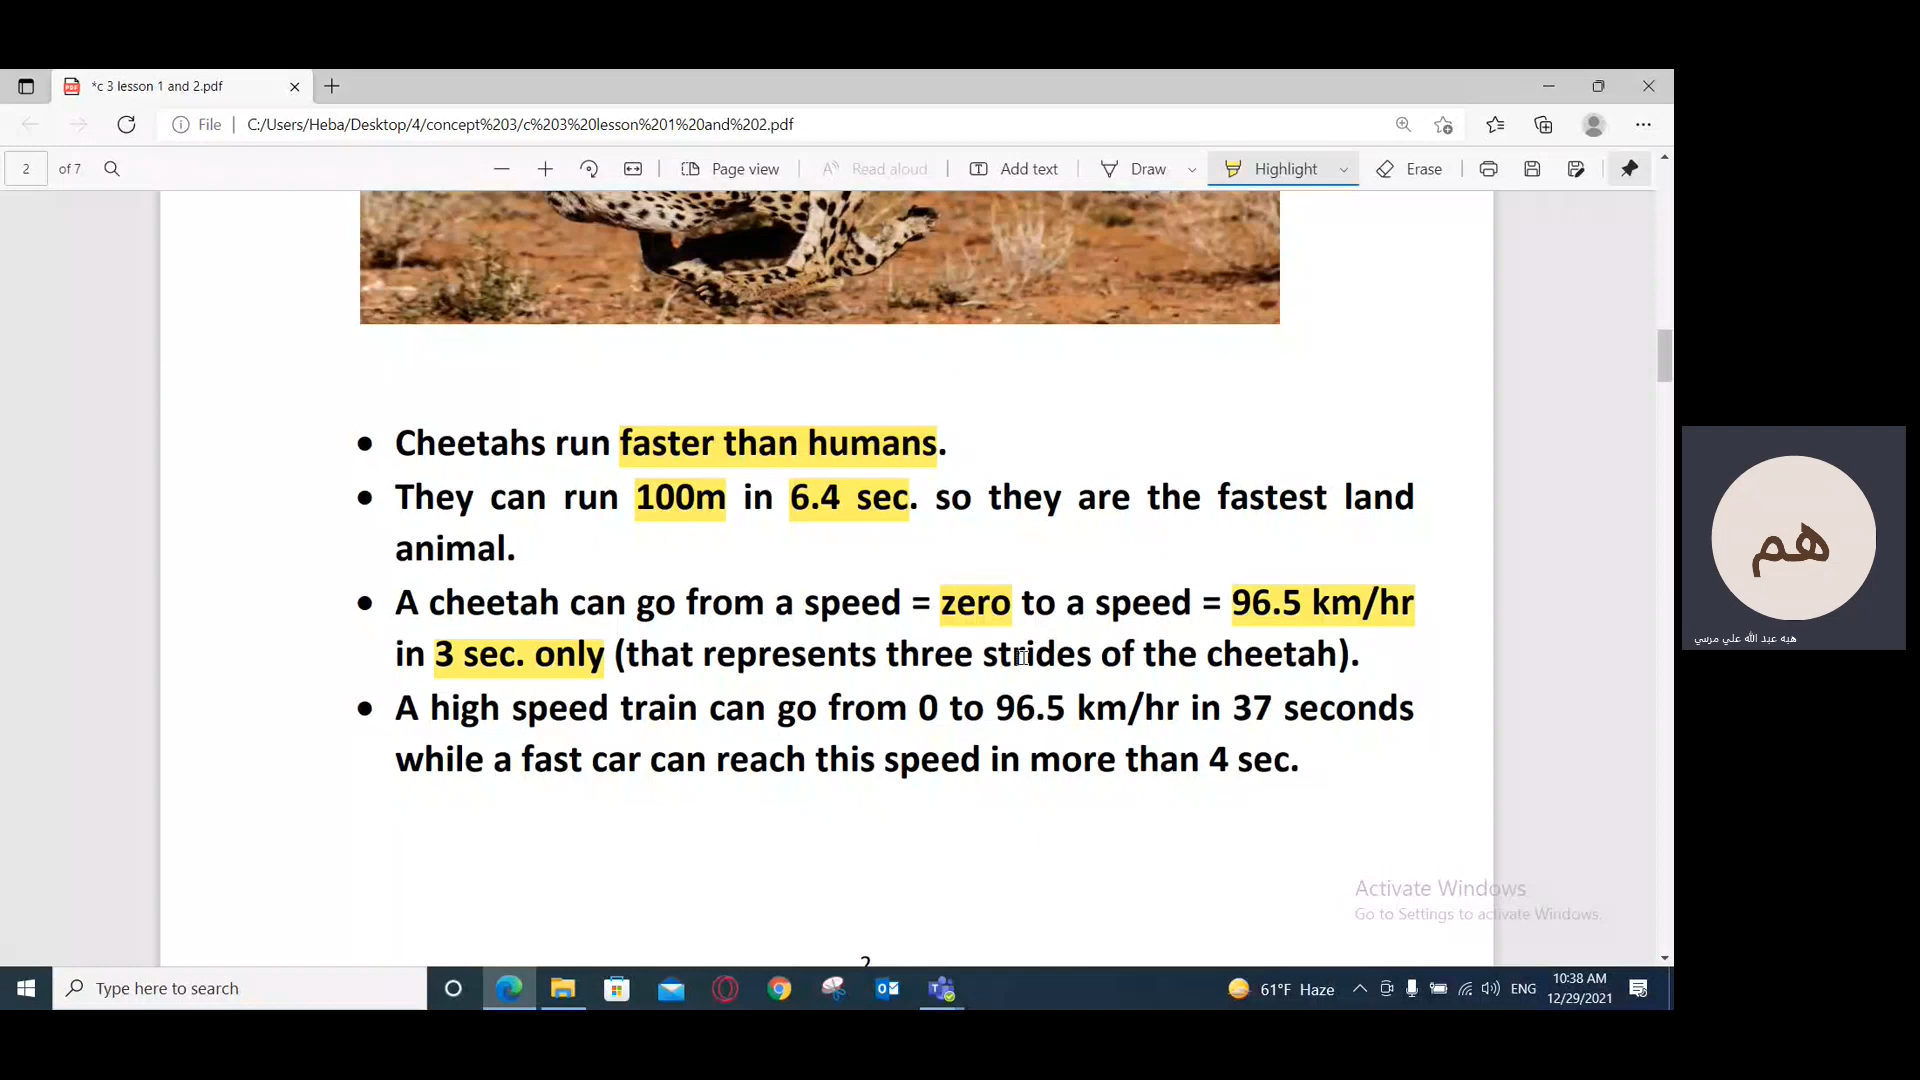 *c 3 lesson 1 and 2.pdf
File
C:/Users/Heba/Desktop/4/concept%203/c%203%20lesson%201%20and%202.pdf
2 of 7
Page view
Read aloud
Add text
Draw
Highlight
Erase
• Cheetahs run faster than humans.
• They can run 100m in 6.4 sec. so they are the fastest land
animal.
• A cheetah can go from a speed = zero to a speed = 96.5 km/hr
in 3 sec. only (that represents three strides of the cheetah).
• A high speed train can go from 0 to 96.5 km/hr in 37 seconds
while a fast car can reach this speed in more than 4 sec.
2
هم
هبه عبد الله علي مرسي
Activate Windows
Go to Settings to activate Windows.
Type here to search
61°F Haze
ENG
10:38 AM
12/29/2021